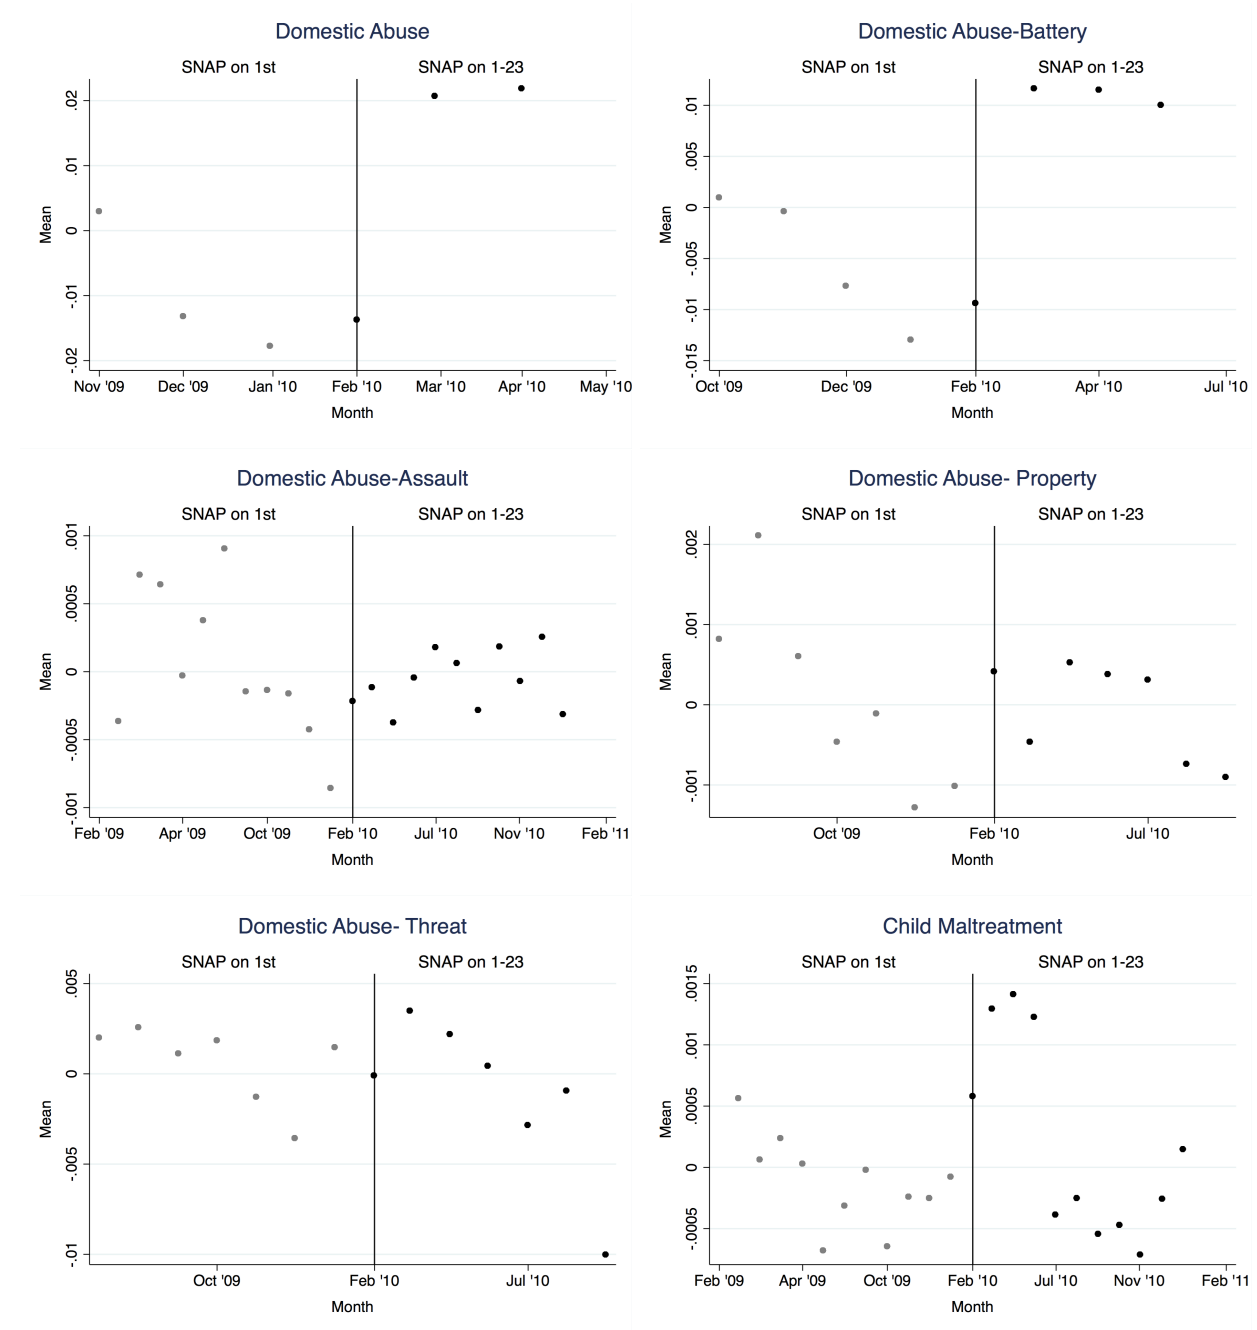 Domestic Abuse
SNAP on 1st SNAP on 1-23
Mean
.02
.01
0
-.01
-.02
Nov '09 Dec '09 Jan '10 Feb '10 Mar '10 Apr '10 May '10
Month
Domestic Abuse-Battery
SNAP on 1st SNAP on 1-23
Mean
.01
.005
0
-.005
-.01
-.015
Oct '09 Dec '09 Feb '10 Apr '10 Jul '10
Month
Domestic Abuse-Assault
SNAP on 1st SNAP on 1-23
Mean
.001
.0005
0
-.0005
-.001
Feb '09 Apr '09 Oct '09 Feb '10 Jul '10 Nov '10 Feb '11
Month
Domestic Abuse- Property
SNAP on 1st SNAP on 1-23
Mean
.002
.001
0
-.001
Oct '09 Feb '10 Jul '10
Month
Domestic Abuse- Threat
SNAP on 1st SNAP on 1-23
Mean
.005
0
-.005
-.01
Oct '09 Feb '10 Jul '10
Month
Child Maltreatment
SNAP on 1st SNAP on 1-23
Mean
.0015
.001
.0005
0
-.0005
Feb '09 Apr '09 Oct '09 Feb '10 Jul '10 Nov '10 Feb '11
Month